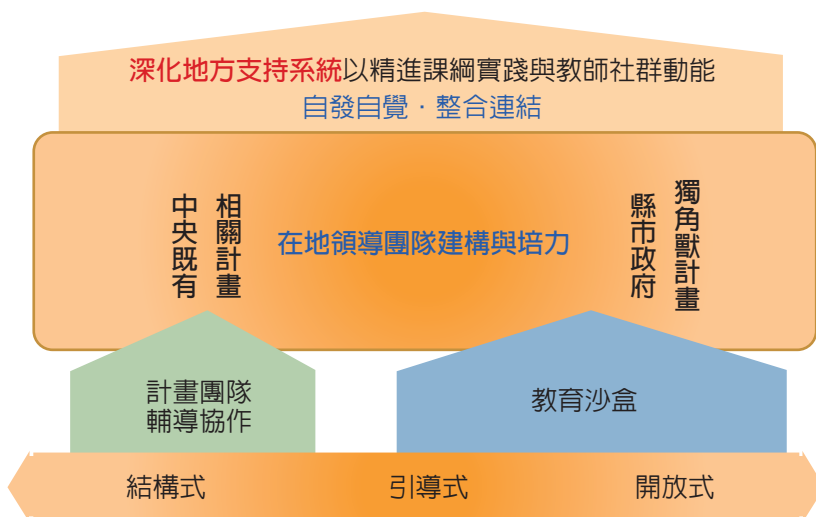 深化地方支持系統以精進課綱實踐與教師社群動能
自發自覺．整合連結
中央既有
相關計畫
在地領導團隊建構與培力
縣市政府
獨角獸計畫
計畫團隊
輔導協作
教育沙盒
結構式
引導式
開放式